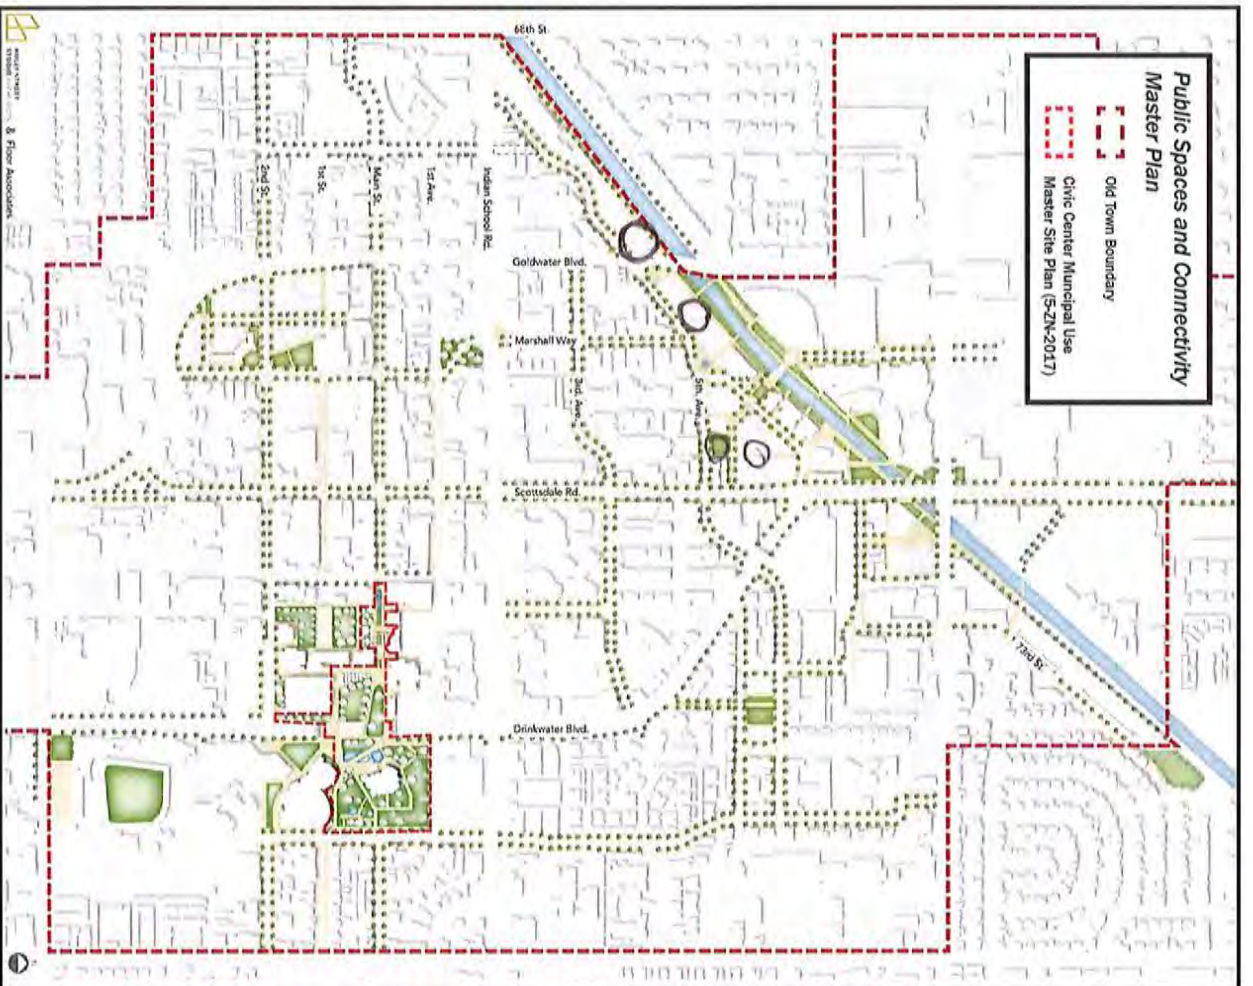 Public Spaces and Connectivity
Master Plan
Old Town Boundary
Civic Center Municipal Use
Master Site Plan (5-ZN-2017)
68th St.
Indian School Rd.
1st Ave.
Main St.
1st St.
2nd St.
Goldwater Blvd.
Marshall Way
3rd. Ave.
5th. Ave.
Scottsdale Rd.
73rd St.
Drinkwater Blvd.
& Floor Associates